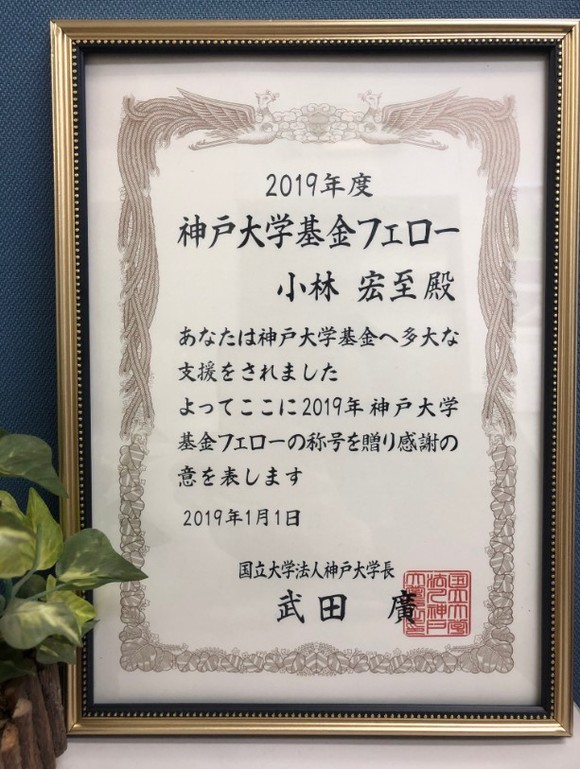 2019年度
神戸大学基金フェロー
小林 宏至 殿
あなたは神戸大学基金へ多大な
支援をされました
よってここに2019年神戸大学
基金フェローの称号を贈り感謝の
意を表します
2019年1月1日
国立大学法人神戸大学長
武田 廣